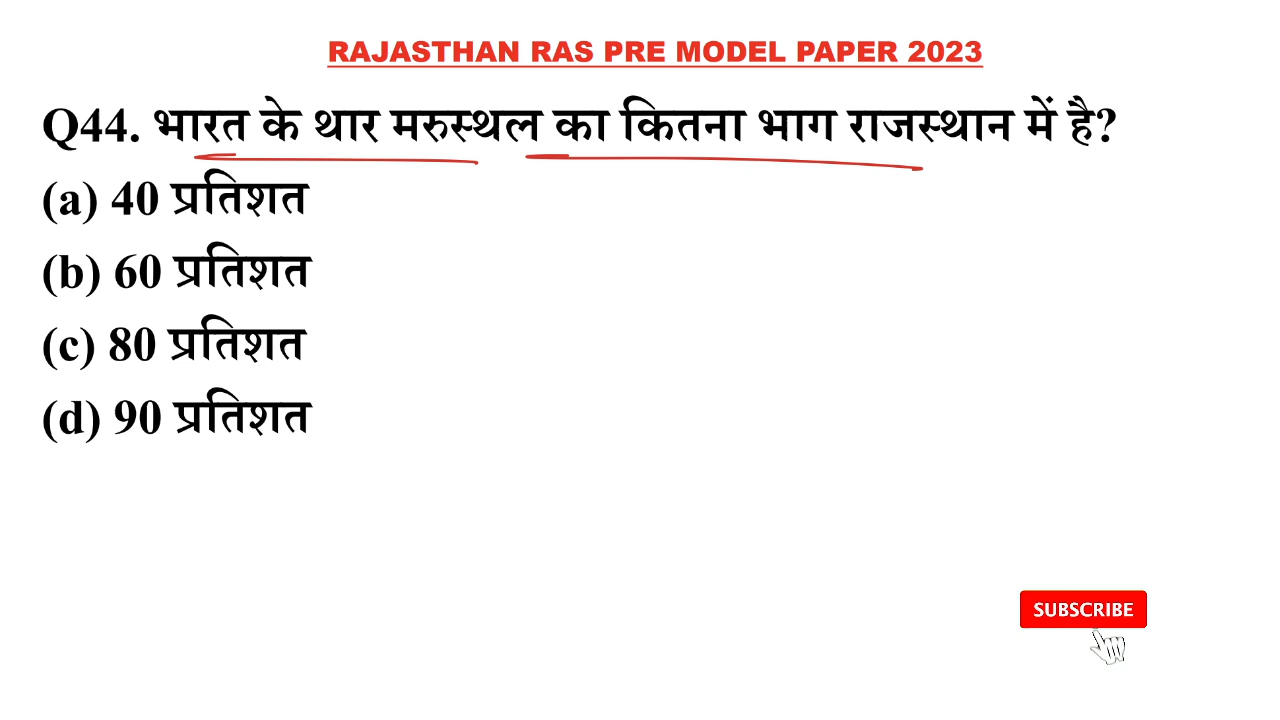 RAJASTHAN RAS PRE MODEL PAPER 2023
Q44. भारत के थार मरुस्थल का कितना भाग राजस्थान में है?
(a) 40 प्रतिशत
(b) 60 प्रतिशत
(c) 80 प्रतिशत
(d) 90 प्रतिशत
SUBSCRIBE